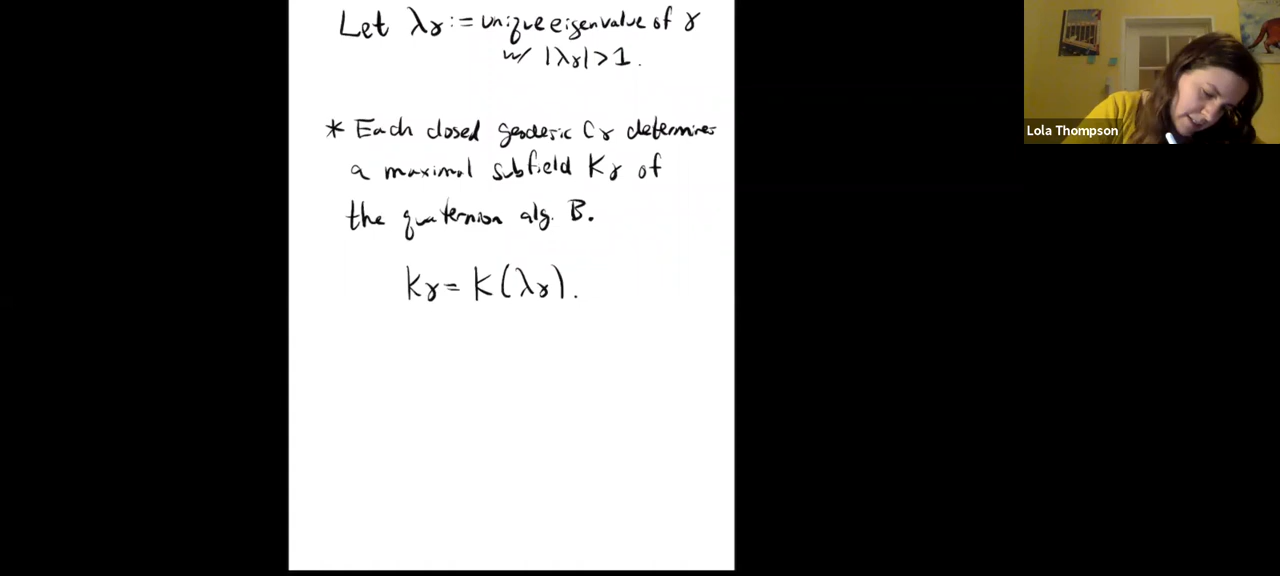 Let λγ := unique eigenvalue of γ
w/ |λγ| > 1.
* Each closed geodesic Cγ determines
a maximal subfield Kγ of
the quaternion alg. B.
Kγ = K(λγ).
Lola Thompson